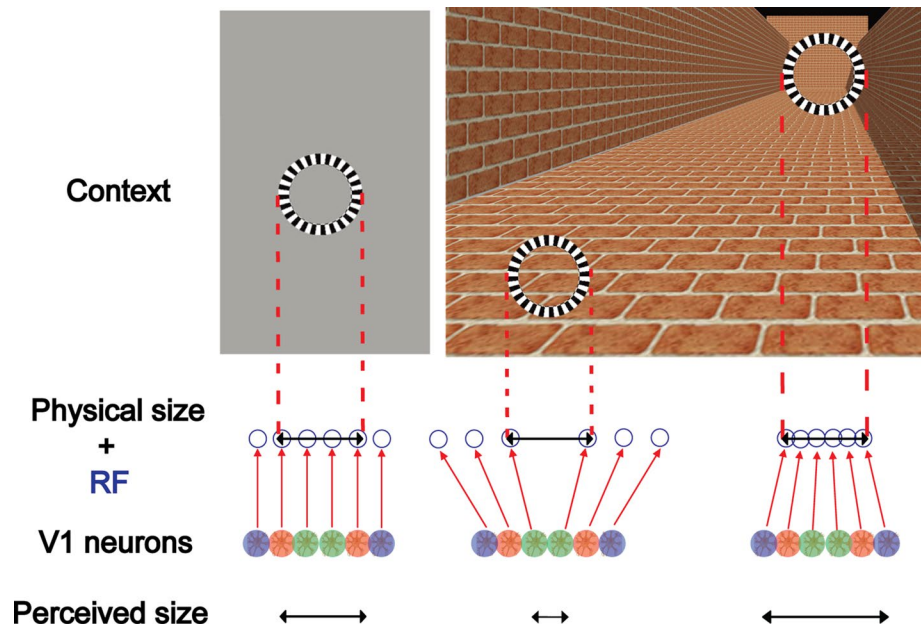 Context
Physical size
+
RF
V1 neurons
Perceived size